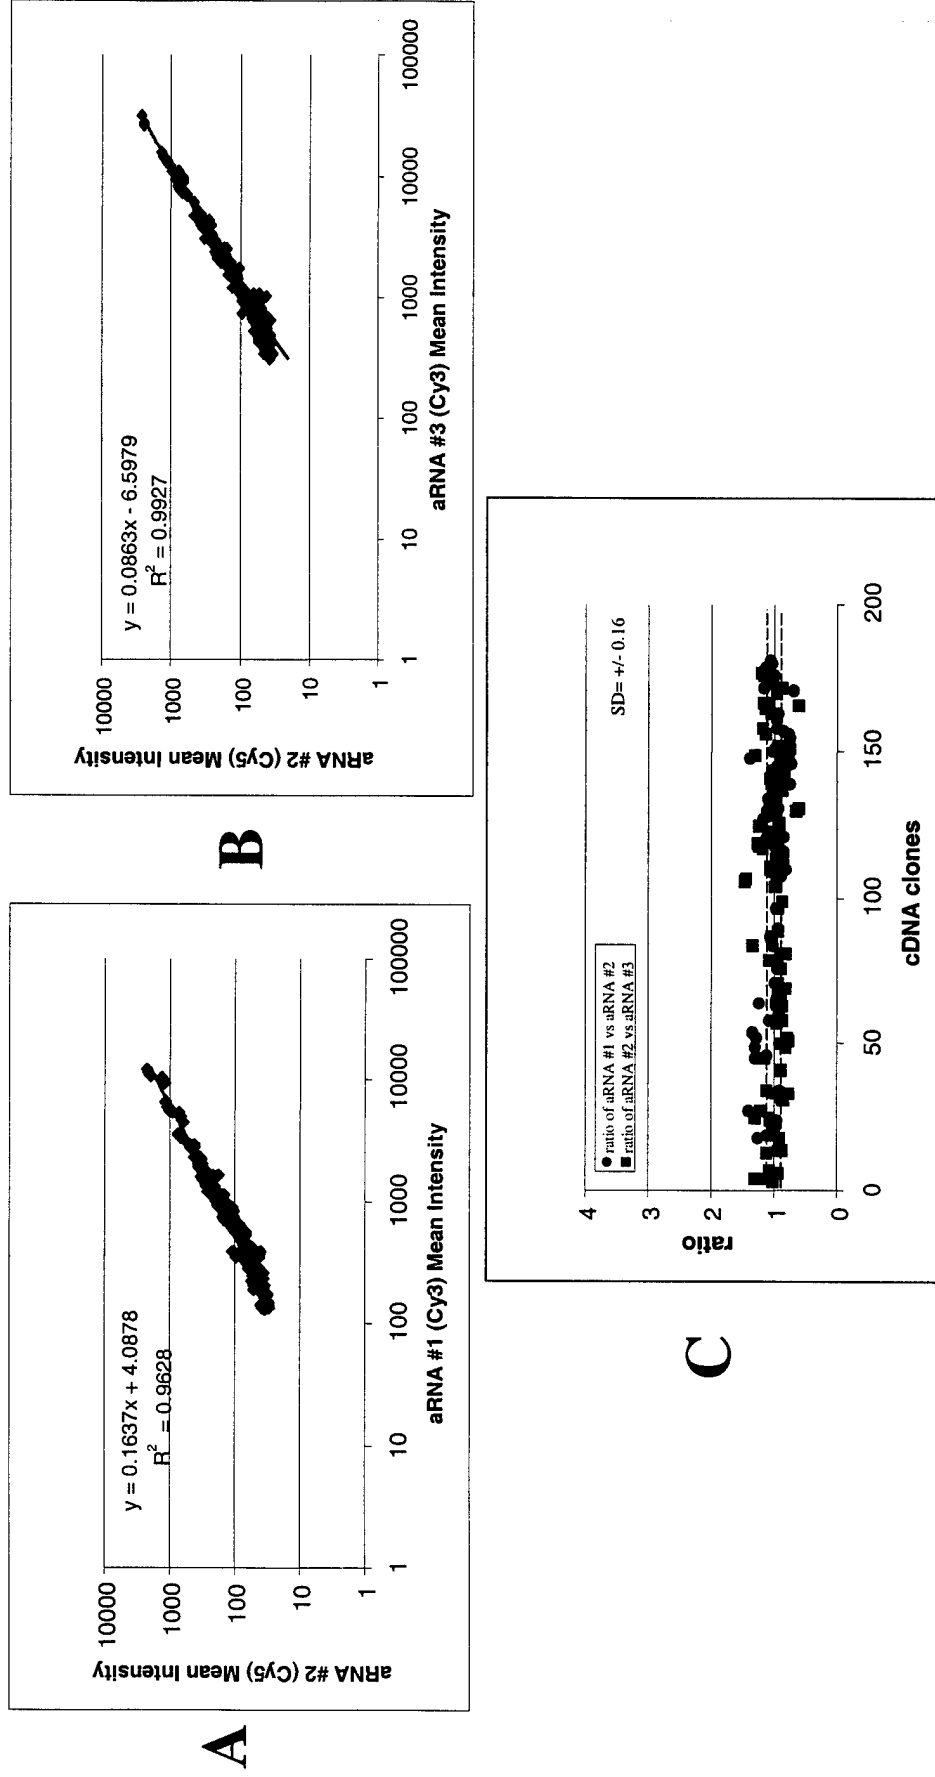 A
y = 0.1637x + 4.0878
R² = 0.9628
aRNA #2 (Cy5) Mean Intensity
10000
1000
100
10
1
1
10
100
1000
10000
100000
aRNA #1 (Cy3) Mean Intensity
B
y = 0.0863x - 6.5979
R² = 0.9927
aRNA #2 (Cy5) Mean Intensity
10000
1000
100
10
1
1
10
100
1000
10000
100000
aRNA #3 (Cy3) Mean Intensity
C
ratio
4
3
2
1
0
ratio of aRNA #1 vs aRNA #2
ratio of aRNA #2 vs aRNA #3
SD= +/- 0.16
0
50
100
150
200
cDNA clones